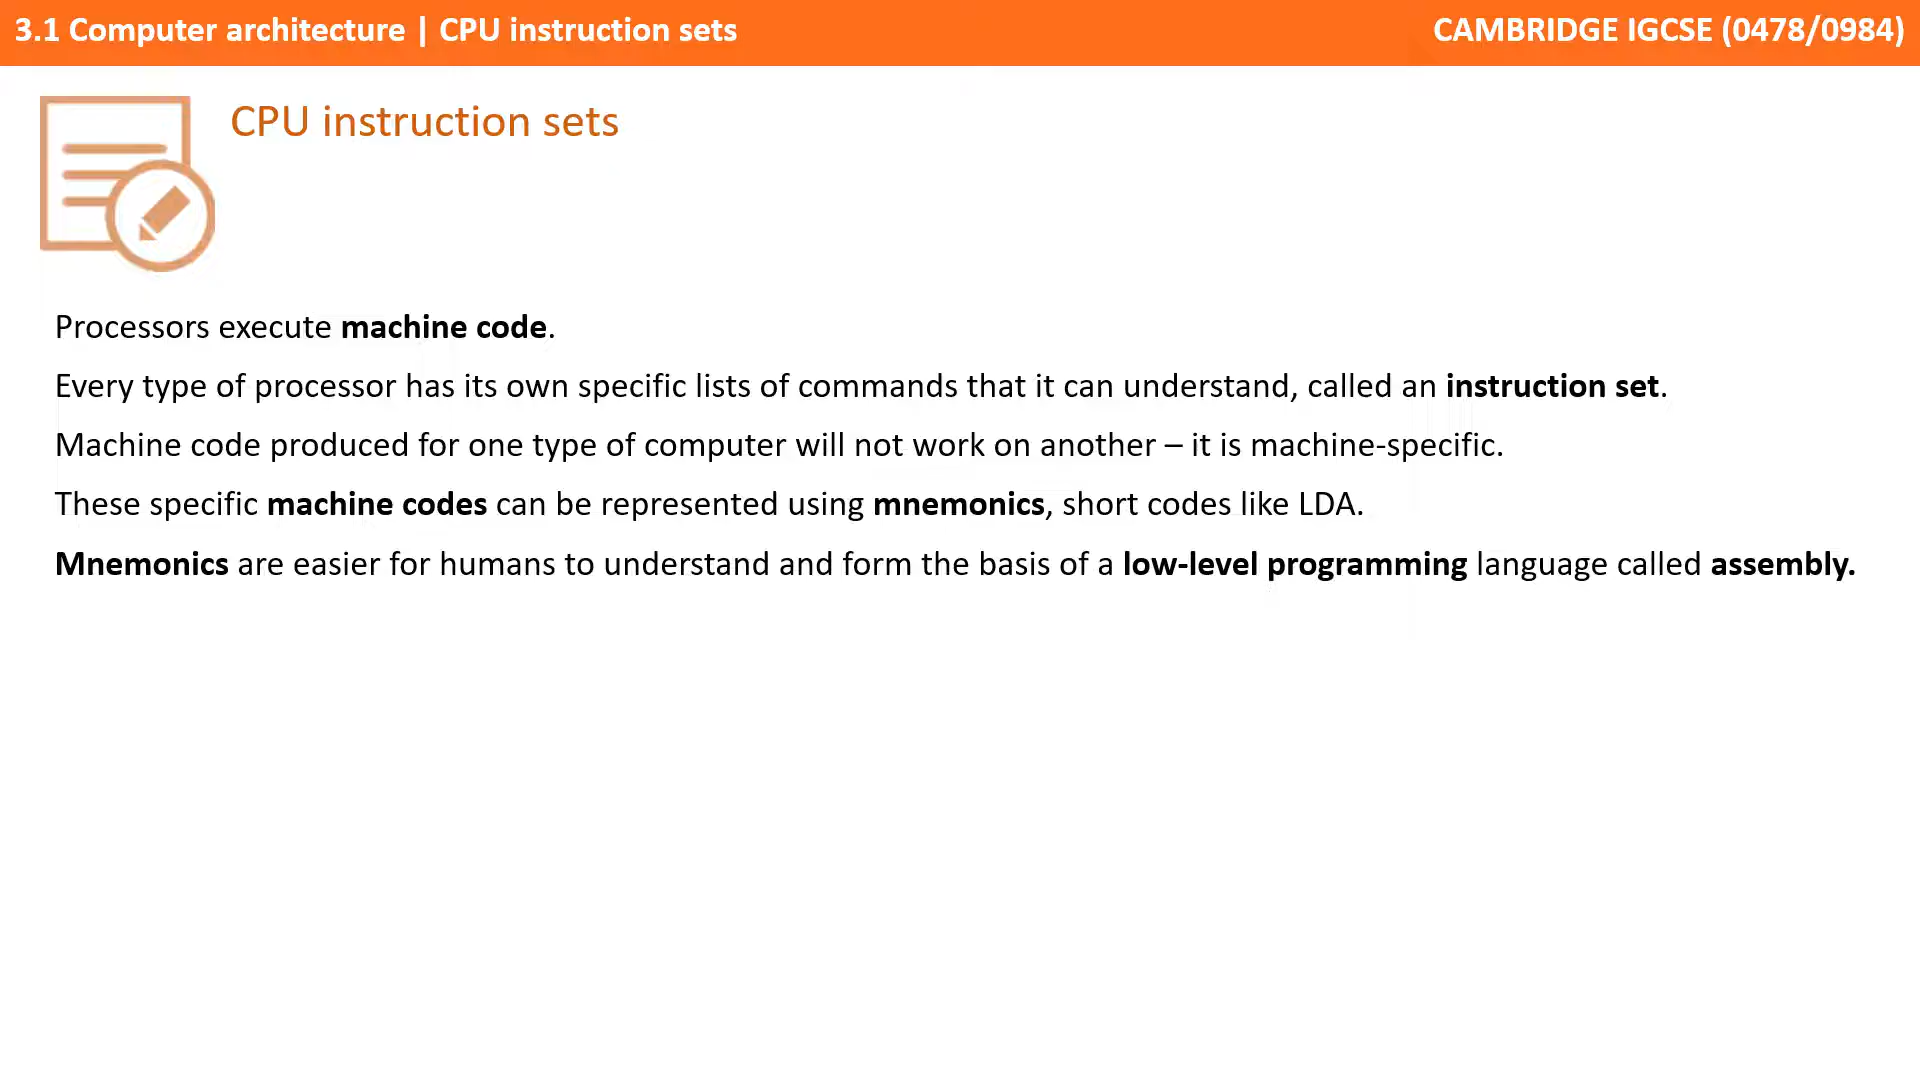 3.1 Computer architecture | CPU instruction sets
CAMBRIDGE IGCSE (0478/0984)
CPU instruction sets
Processors execute machine code.
Every type of processor has its own specific lists of commands that it can understand, called an instruction set.
Machine code produced for one type of computer will not work on another – it is machine-specific.
These specific machine codes can be represented using mnemonics, short codes like LDA.
Mnemonics are easier for humans to understand and form the basis of a low-level programming language called assembly.